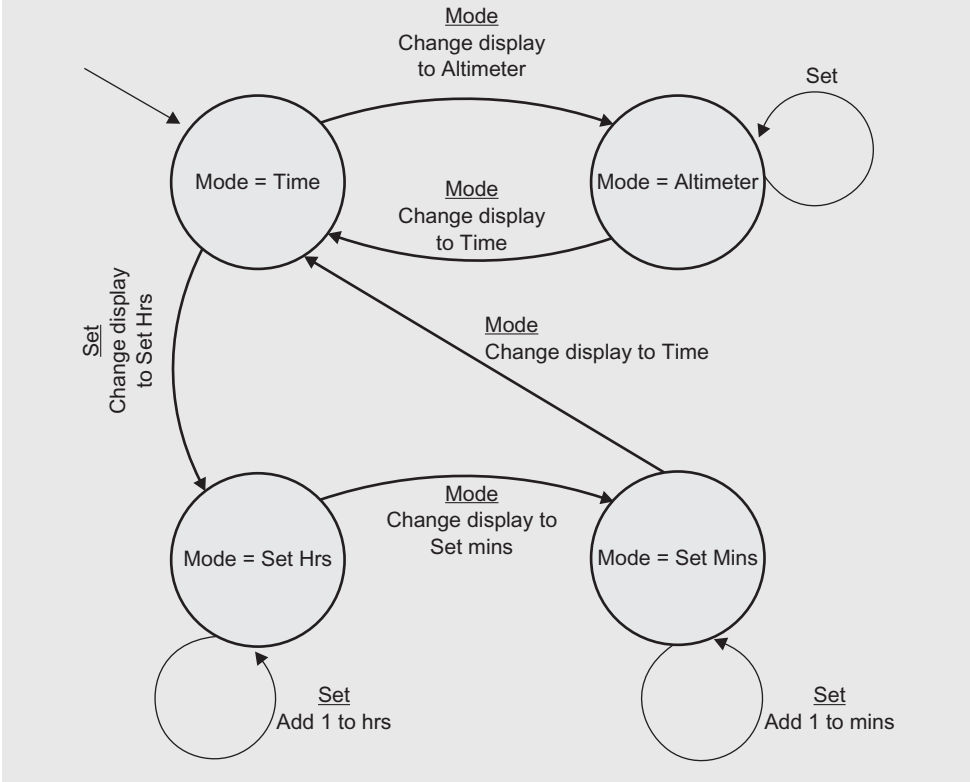 Mode
Change display
to Altimeter
Set
Mode = Time
Mode = Altimeter
Mode
Change display
to Time
Set
Change display
to Set Hrs
Mode
Change display to Time
Mode
Change display to
Set mins
Mode = Set Hrs
Mode = Set Mins
Set
Add 1 to hrs
Set
Add 1 to mins